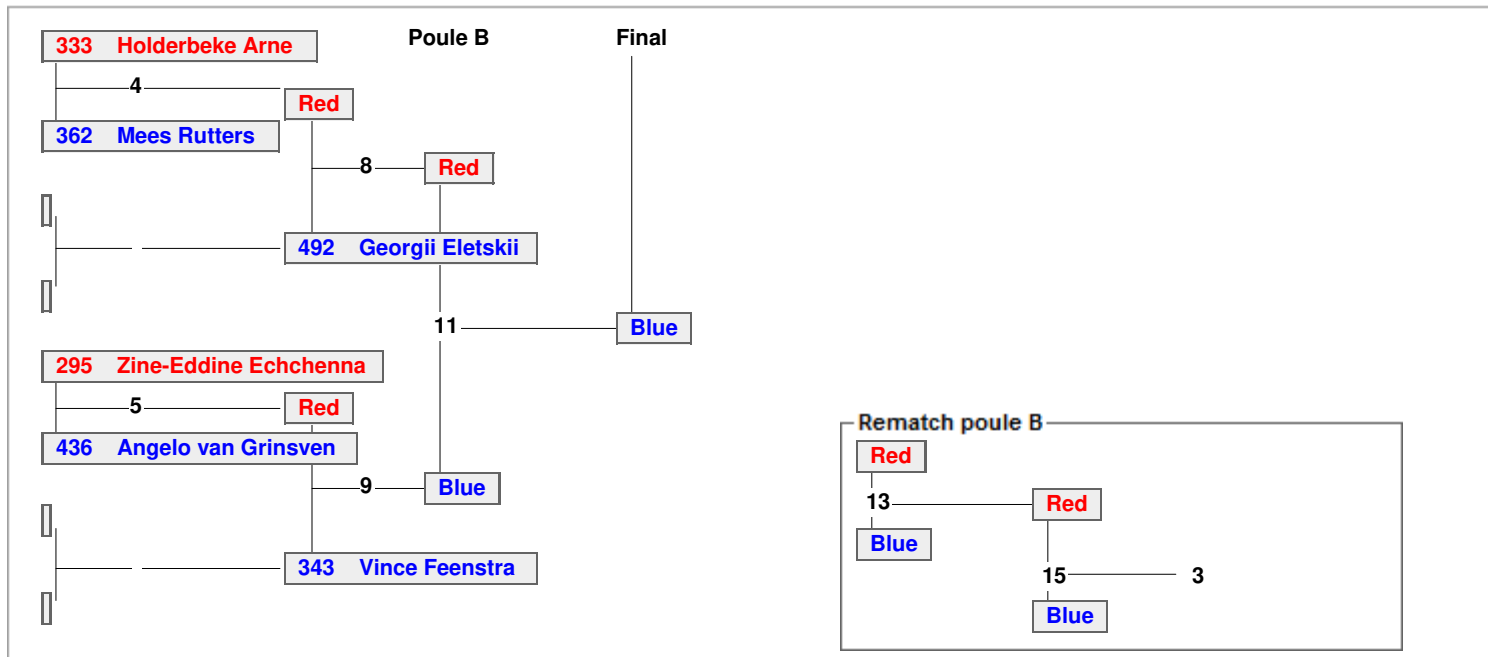 Poule B
Final
333 Holderbeke Arne
4
Red
362 Mees Rutters
8
Red
492 Georgii Eletskii
11
Blue
295 Zine-Eddine Echchenna
5
Red
436 Angelo van Grinsven
9
Blue
343 Vince Feenstra
Rematch poule B
Red
13
Red
Blue
15
3
Blue